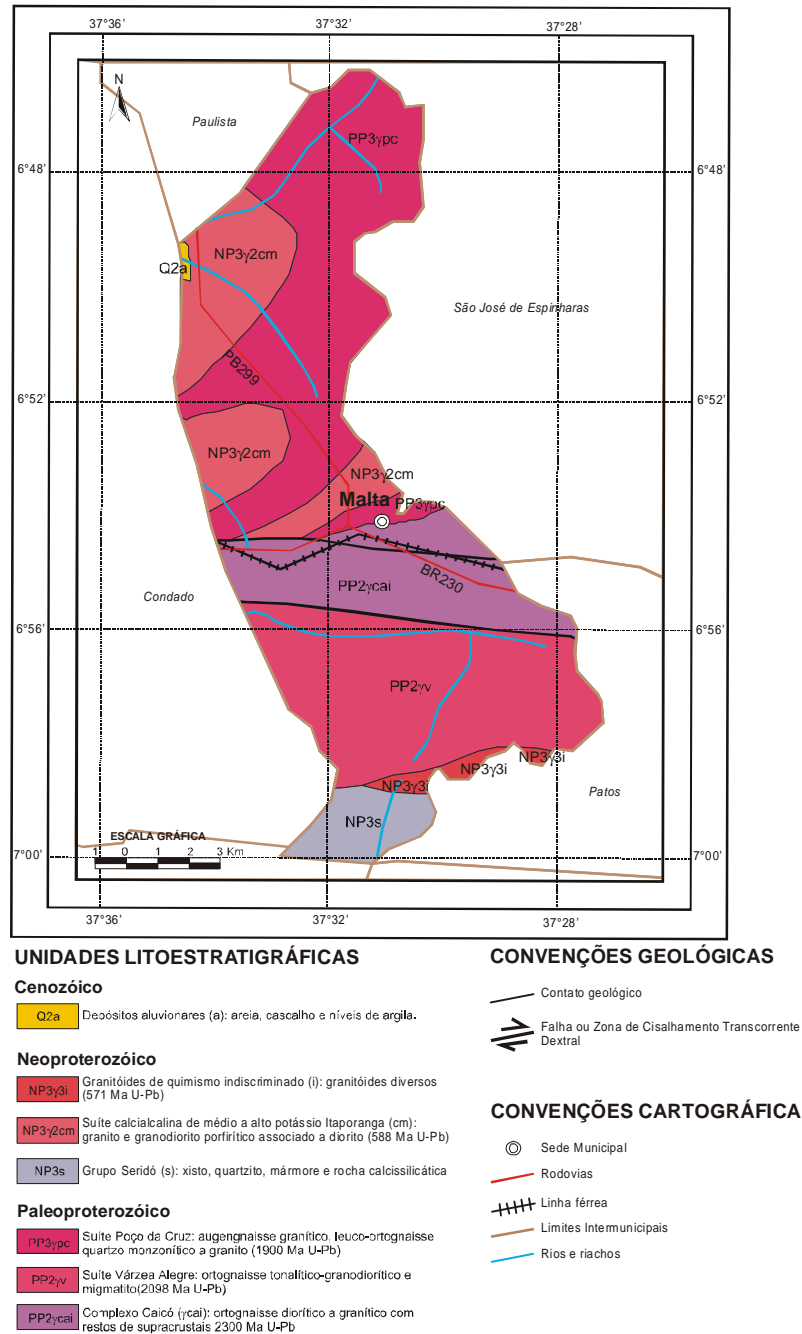 37°36' 37°32' 37°28'
N
Paulista
PP3γpc
6°48' 6°48'
NP3γ2cm
Q2a
São José de Espinharas
PB299
6°52' 6°52'
NP3γ2cm
NP3γ2cm
Malta PP3γpc
BR230
PP2γcai
Condado
6°56' 6°56'
PP2γv
NP3γ3i
NP3γ3i
NP3γ3i
Patos
NP3s
ESCALA GRÁFICA
7°00' 7°00'
1 0 1 2 3 Km
37°36' 37°32' 37°28'
UNIDADES LITOESTRATIGRÁFICAS
Cenozóico
Q2a Depósitos aluvionares (a): areia, cascalho e níveis de argila.
Neoproterozóico
NP3γ3i Granitóides de quimismo indiscriminado (i): granitóides diversos
(571 Ma U-Pb)
NP3γ2cm Suíte calcialcalina de médio a alto potássio Itaporanga (cm):
granito e granodiorito porfirítico associado a diorito (588 Ma U-Pb)
NP3s Grupo Seridó (s): xisto, quartzito, mármore e rocha calcissilicática
Paleoproterozóico
PP3γpc Suíte Poço da Cruz: augengnaisse granítico, leuco-ortognaisse
quartzo monzonítico a granito (1900 Ma U-Pb)
PP2γv Suíte Várzea Alegre: ortognaisse tonalítico-granodiorítico e
migmatito(2098 Ma U-Pb)
PP2γcai Complexo Caicó (γcai): ortognaisse diorítico a granítico com
restos de supracrustais 2300 Ma U-Pb
CONVENÇÕES GEOLÓGICAS
Contato geológico
Falha ou Zona de Cisalhamento Transcorrente
Dextral
CONVENÇÕES CARTOGRÁFICA
Sede Municipal
Rodovias
Linha férrea
Limites Intermunicipais
Rios e riachos